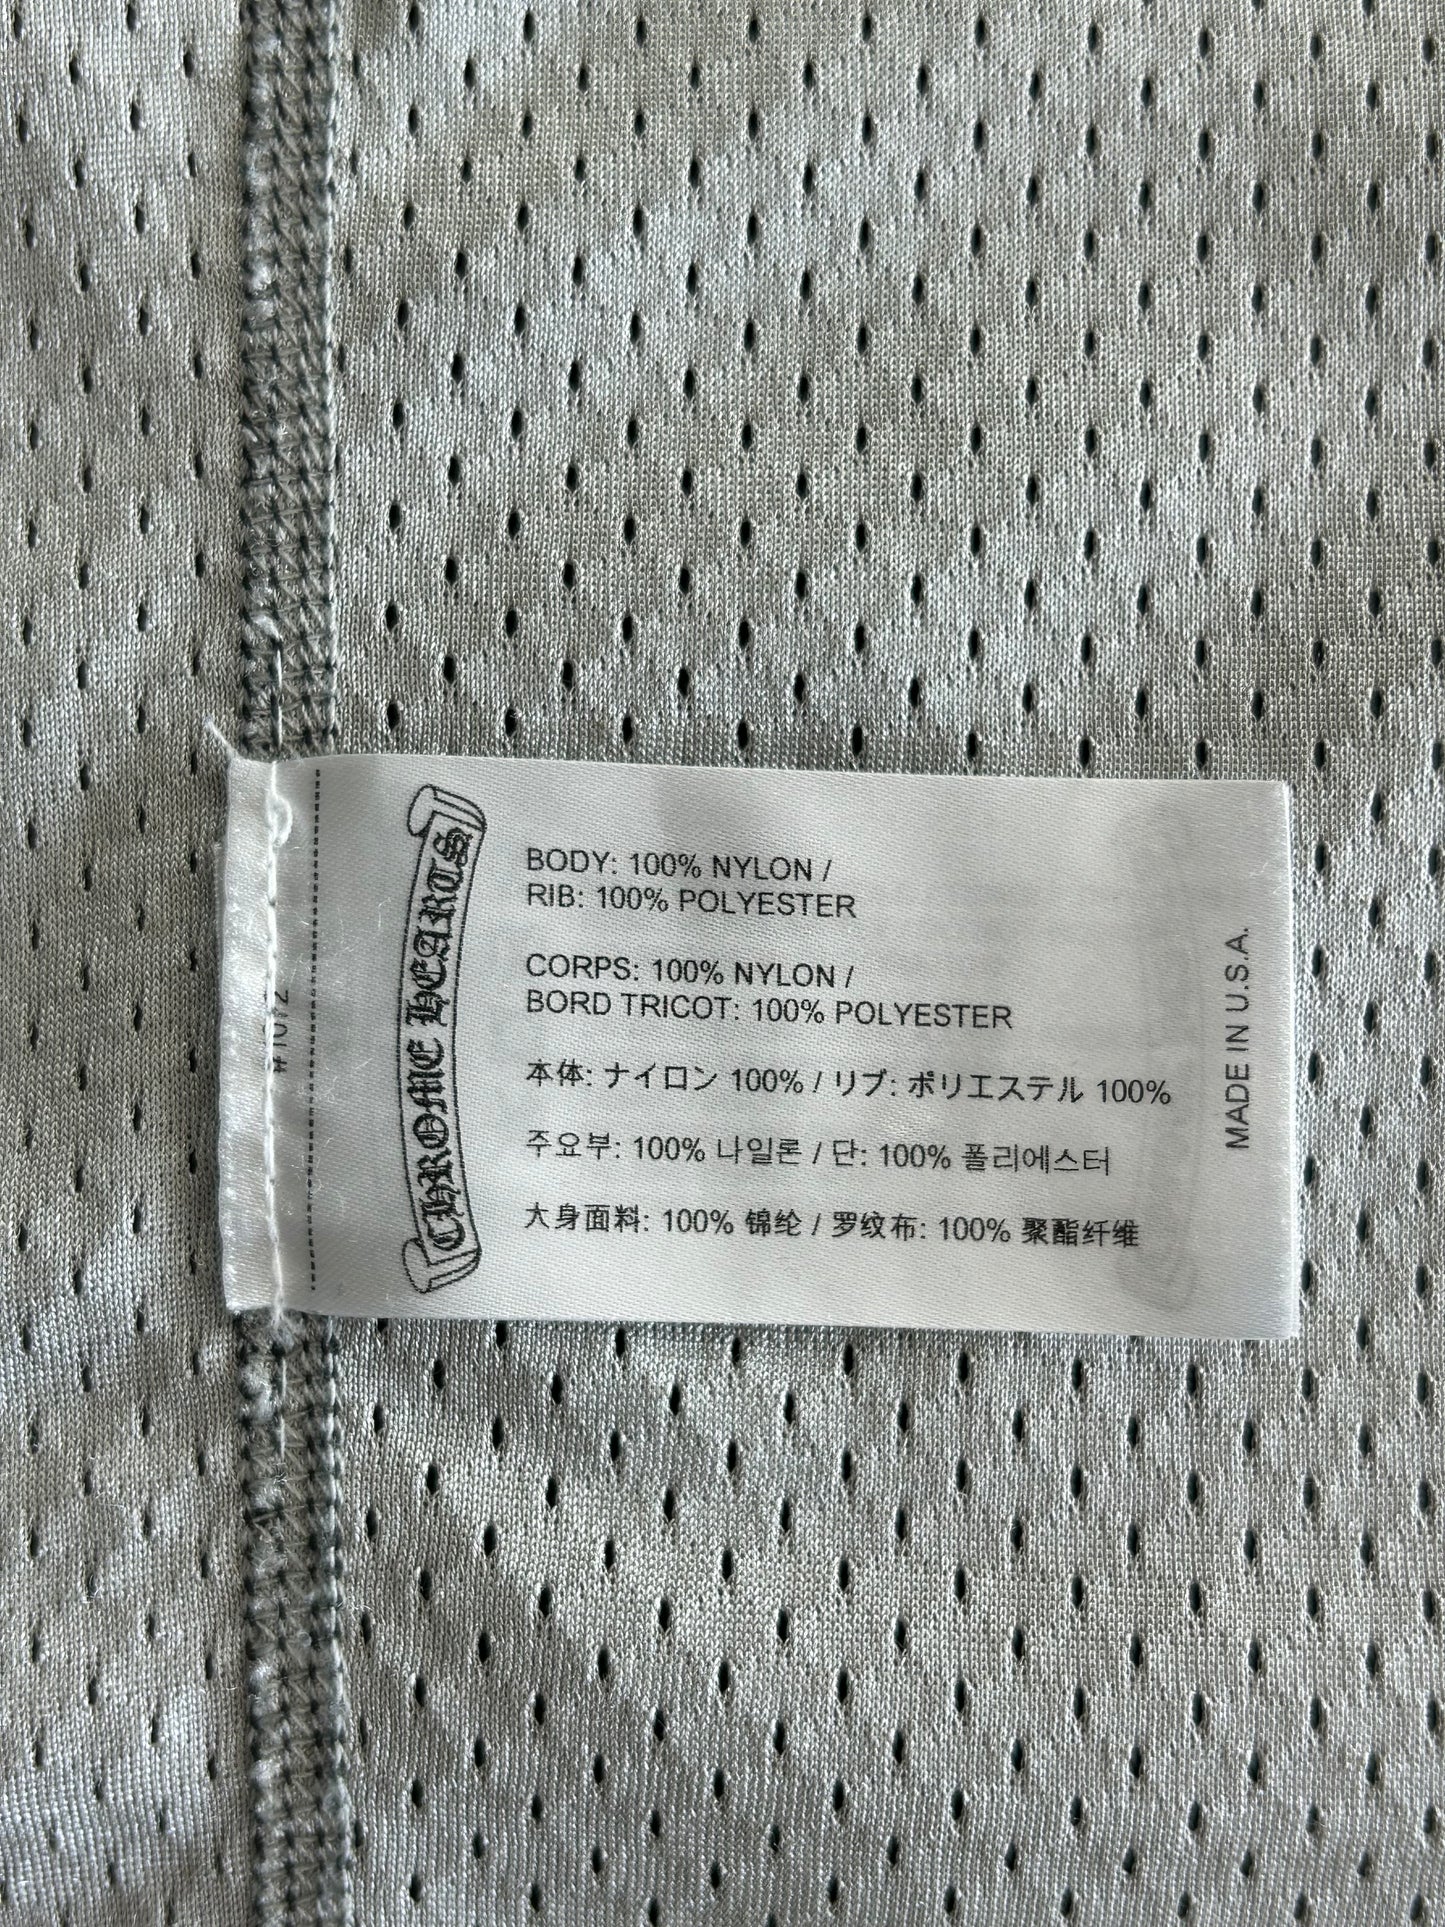 CHROME HEARTS
BODY: 100% NYLON /
RIB: 100% POLYESTER
CORPS: 100% NYLON /
BORD TRICOT: 100% POLYESTER
本体: ナイロン 100% / リブ: ポリエステル 100%
주요부: 100% 나일론 / 단: 100% 폴리에스터
大身面料: 100% 锦纶 / 罗纹布: 100% 聚酯纤维
MADE IN U.S.A.